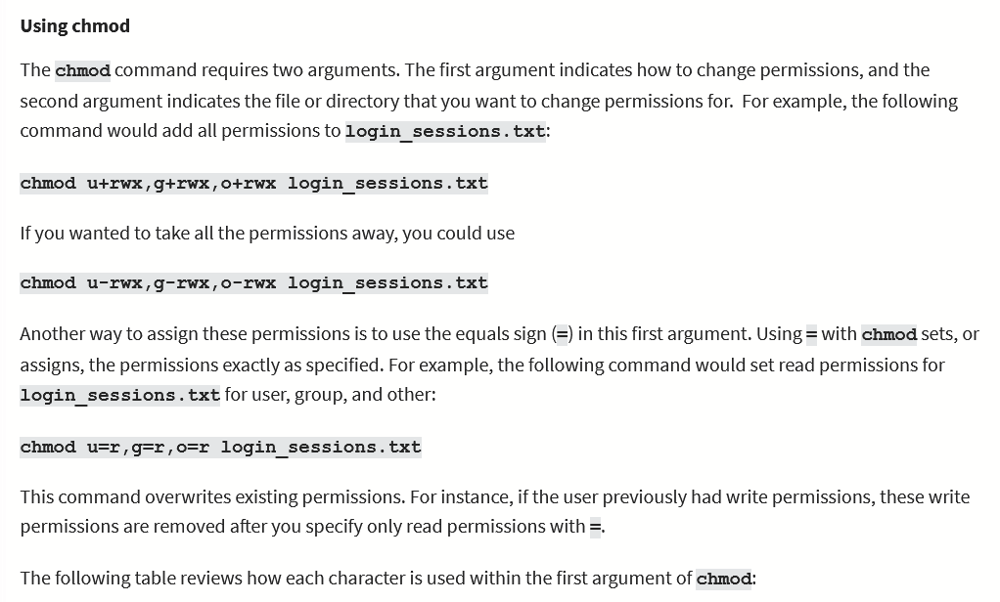 Using chmod
The chmod command requires two arguments. The first argument indicates how to change permissions, and the
second argument indicates the file or directory that you want to change permissions for.  For example, the following
command would add all permissions to login_sessions.txt:
chmod u+rwx,g+rwx,o+rwx login_sessions.txt
If you wanted to take all the permissions away, you could use
chmod u-rwx,g-rwx,o-rwx login_sessions.txt
Another way to assign these permissions is to use the equals sign (=) in this first argument. Using = with chmod sets, or
assigns, the permissions exactly as specified. For example, the following command would set read permissions for
login_sessions.txt for user, group, and other:
chmod u=r,g=r,o=r login_sessions.txt
This command overwrites existing permissions. For instance, if the user previously had write permissions, these write
permissions are removed after you specify only read permissions with =.
The following table reviews how each character is used within the first argument of chmod: